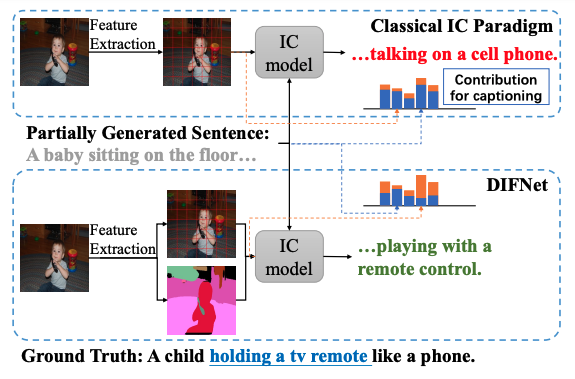 Classical IC Paradigm
Feature
Extraction
IC
model
…talking on a cell phone.
Contribution
for captioning
Partially Generated Sentence:
A baby sitting on the floor…
DIFNet
Feature
Extraction
IC
model
…playing with a
remote control.
Ground Truth: A child holding a tv remote like a phone.